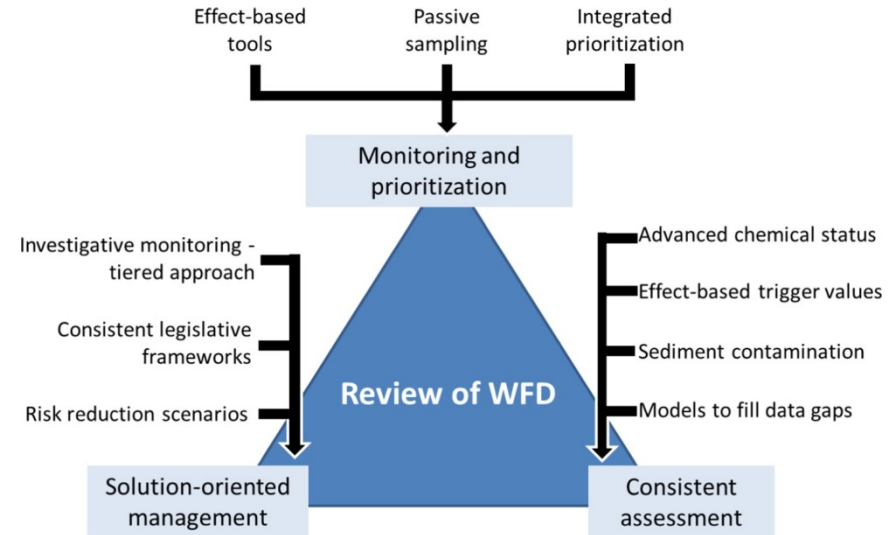 Effect-based
tools
Passive
sampling
Integrated
prioritization
Monitoring and
prioritization
Investigative monitoring -
tiered approach
Consistent legislative
frameworks
Risk reduction scenarios
Advanced chemical status
Effect-based trigger values
Sediment contamination
Models to fill data gaps
Review of WFD
Solution-oriented
management
Consistent
assessment